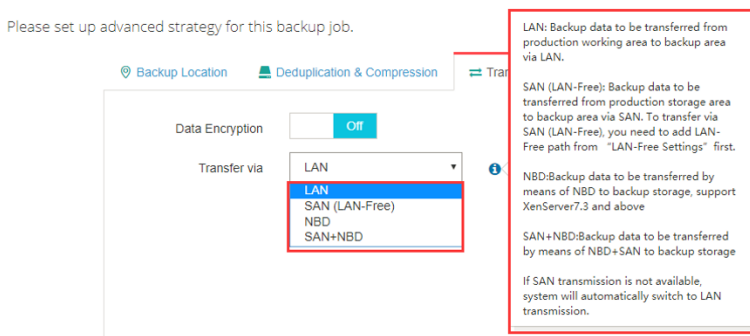 Please set up advanced strategy for this backup job.
Backup Location
Deduplication & Compression
Data Encryption
Off
Transfer via
LAN
LAN
SAN (LAN-Free)
NBD
SAN+NBD
LAN: Backup data to be transferred from
production working area to backup area
via LAN.
SAN (LAN-Free): Backup data to be
transferred from production storage area
to backup area via SAN. To transfer via
SAN (LAN-Free), you need to add LAN-
Free path from “LAN-Free Settings” first.
NBD:Backup data to be transferred by
means of NBD to backup storage, support
XenServer7.3 and above
SAN+NBD:Backup data to be transferred
by means of NBD+SAN to backup storage
If SAN transmission is not available,
system will automatically switch to LAN
transmission.